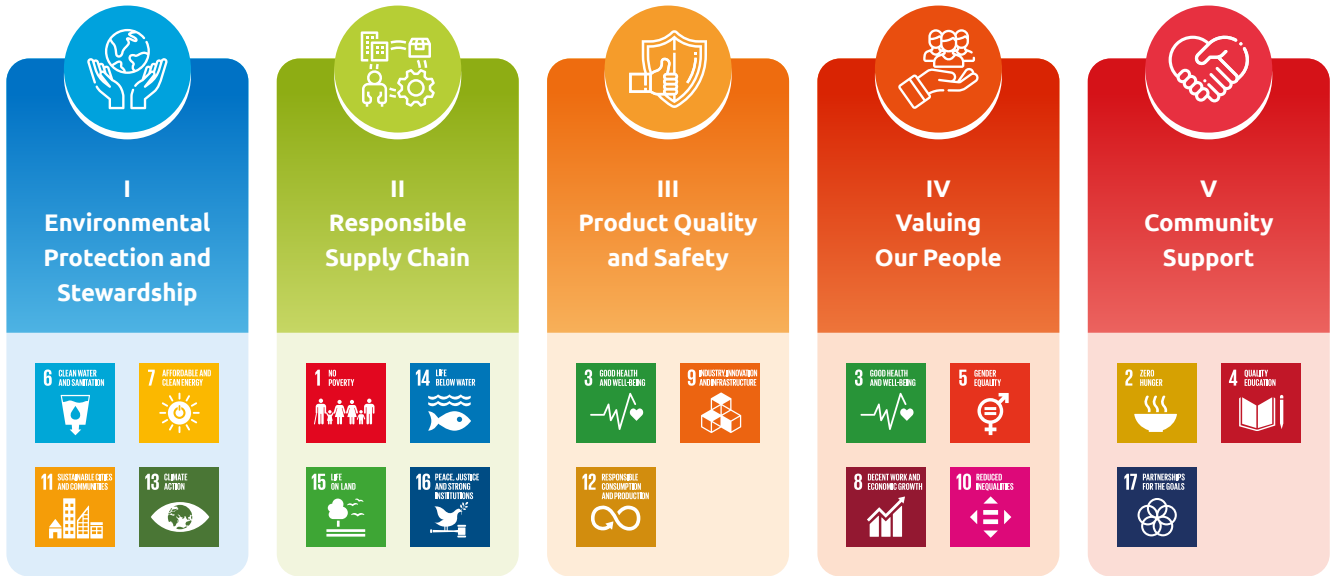 I
Environmental
Protection and
Stewardship
6 CLEAN WATER
AND SANITATION
7 AFFORDABLE AND
CLEAN ENERGY
11 SUSTAINABLE CITIES
AND COMMUNITIES
13 CLIMATE
ACTION
II
Responsible
Supply Chain
1 NO
POVERTY
14 LIFE
BELOW WATER
15 LIFE
ON LAND
16 PEACE, JUSTICE
AND STRONG
INSTITUTIONS
III
Product Quality
and Safety
3 GOOD HEALTH
AND WELL-BEING
9 INDUSTRY, INNOVATION
AND INFRASTRUCTURE
12 RESPONSIBLE
CONSUMPTION
AND PRODUCTION
IV
Valuing
Our People
3 GOOD HEALTH
AND WELL-BEING
5 GENDER
EQUALITY
8 DECENT WORK AND
ECONOMIC GROWTH
10 REDUCED
INEQUALITIES
V
Community
Support
2 ZERO
HUNGER
4 QUALITY
EDUCATION
17 PARTNERSHIPS
FOR THE GOALS